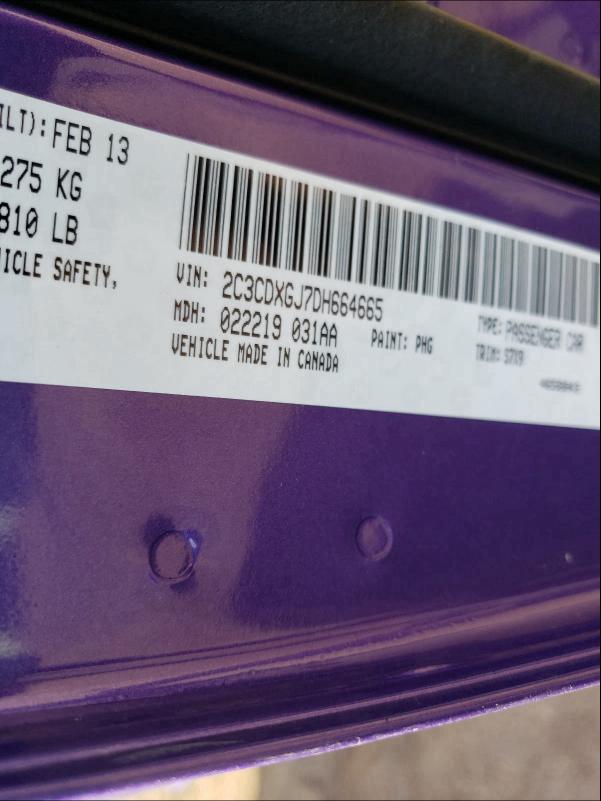 ILT): FEB 13
275 KG
810 LB
ICLE SAFETY,
VIN: 2C3CDXGJ7DH664665
MDH: 022219 031AA
PAINT: PHG
VEHICLE MADE IN CANADA
TYPE: PASSENGER CAR
TRIM: